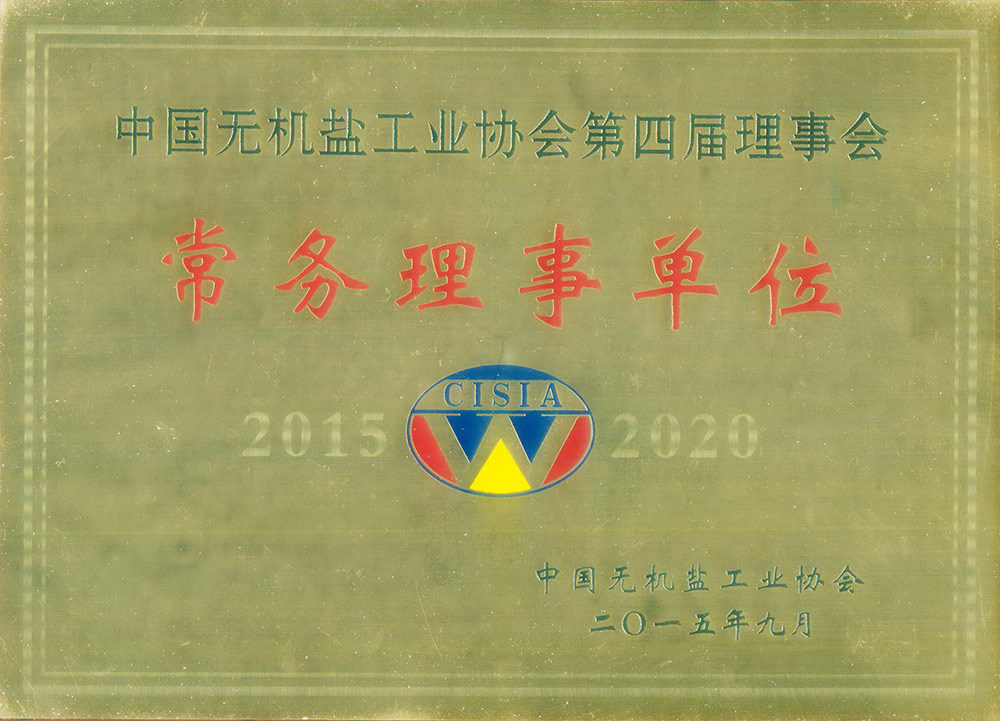 中国无机盐工业协会第四届理事会
常务理事单位
CISIA
2015 2020
中国无机盐工业协会
二〇一五年九月